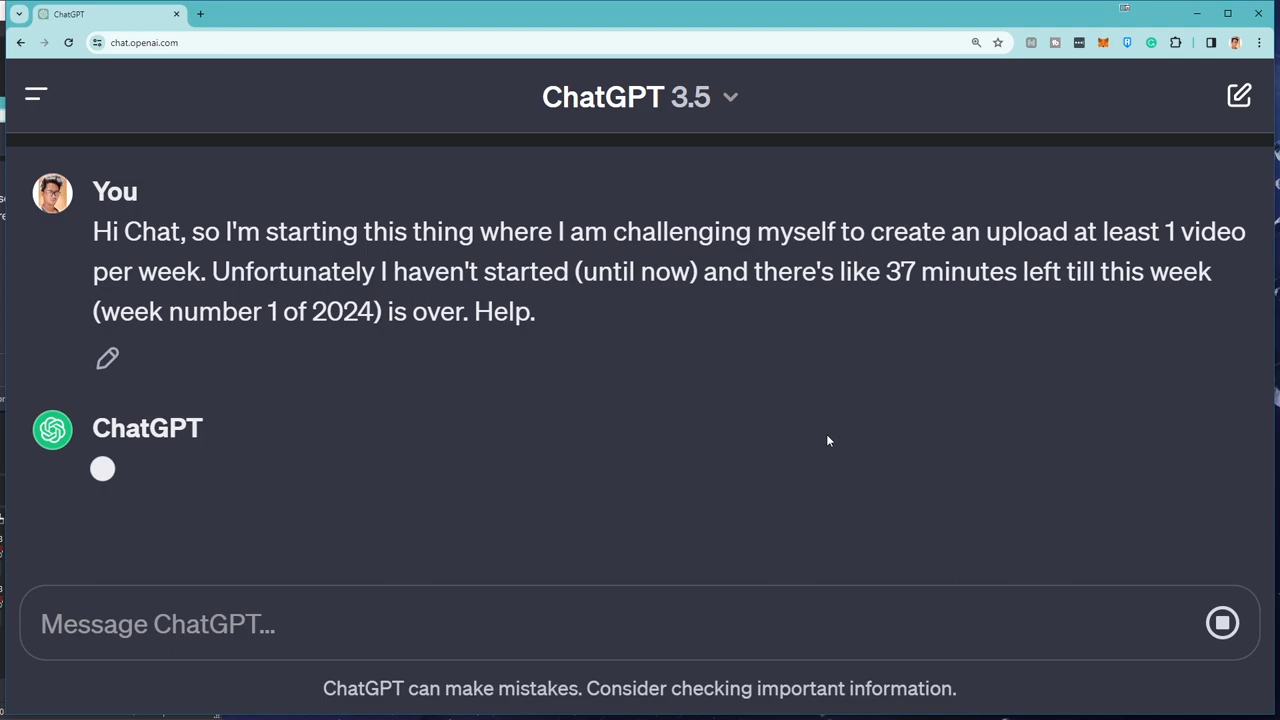 ChatGPT
chat.openai.com
ChatGPT 3.5
You
Hi Chat, so I'm starting this thing where I am challenging myself to create an upload at least 1 video
per week. Unfortunately I haven't started (until now) and there's like 37 minutes left till this week
(week number 1 of 2024) is over. Help.
ChatGPT
Message ChatGPT...
ChatGPT can make mistakes. Consider checking important information.